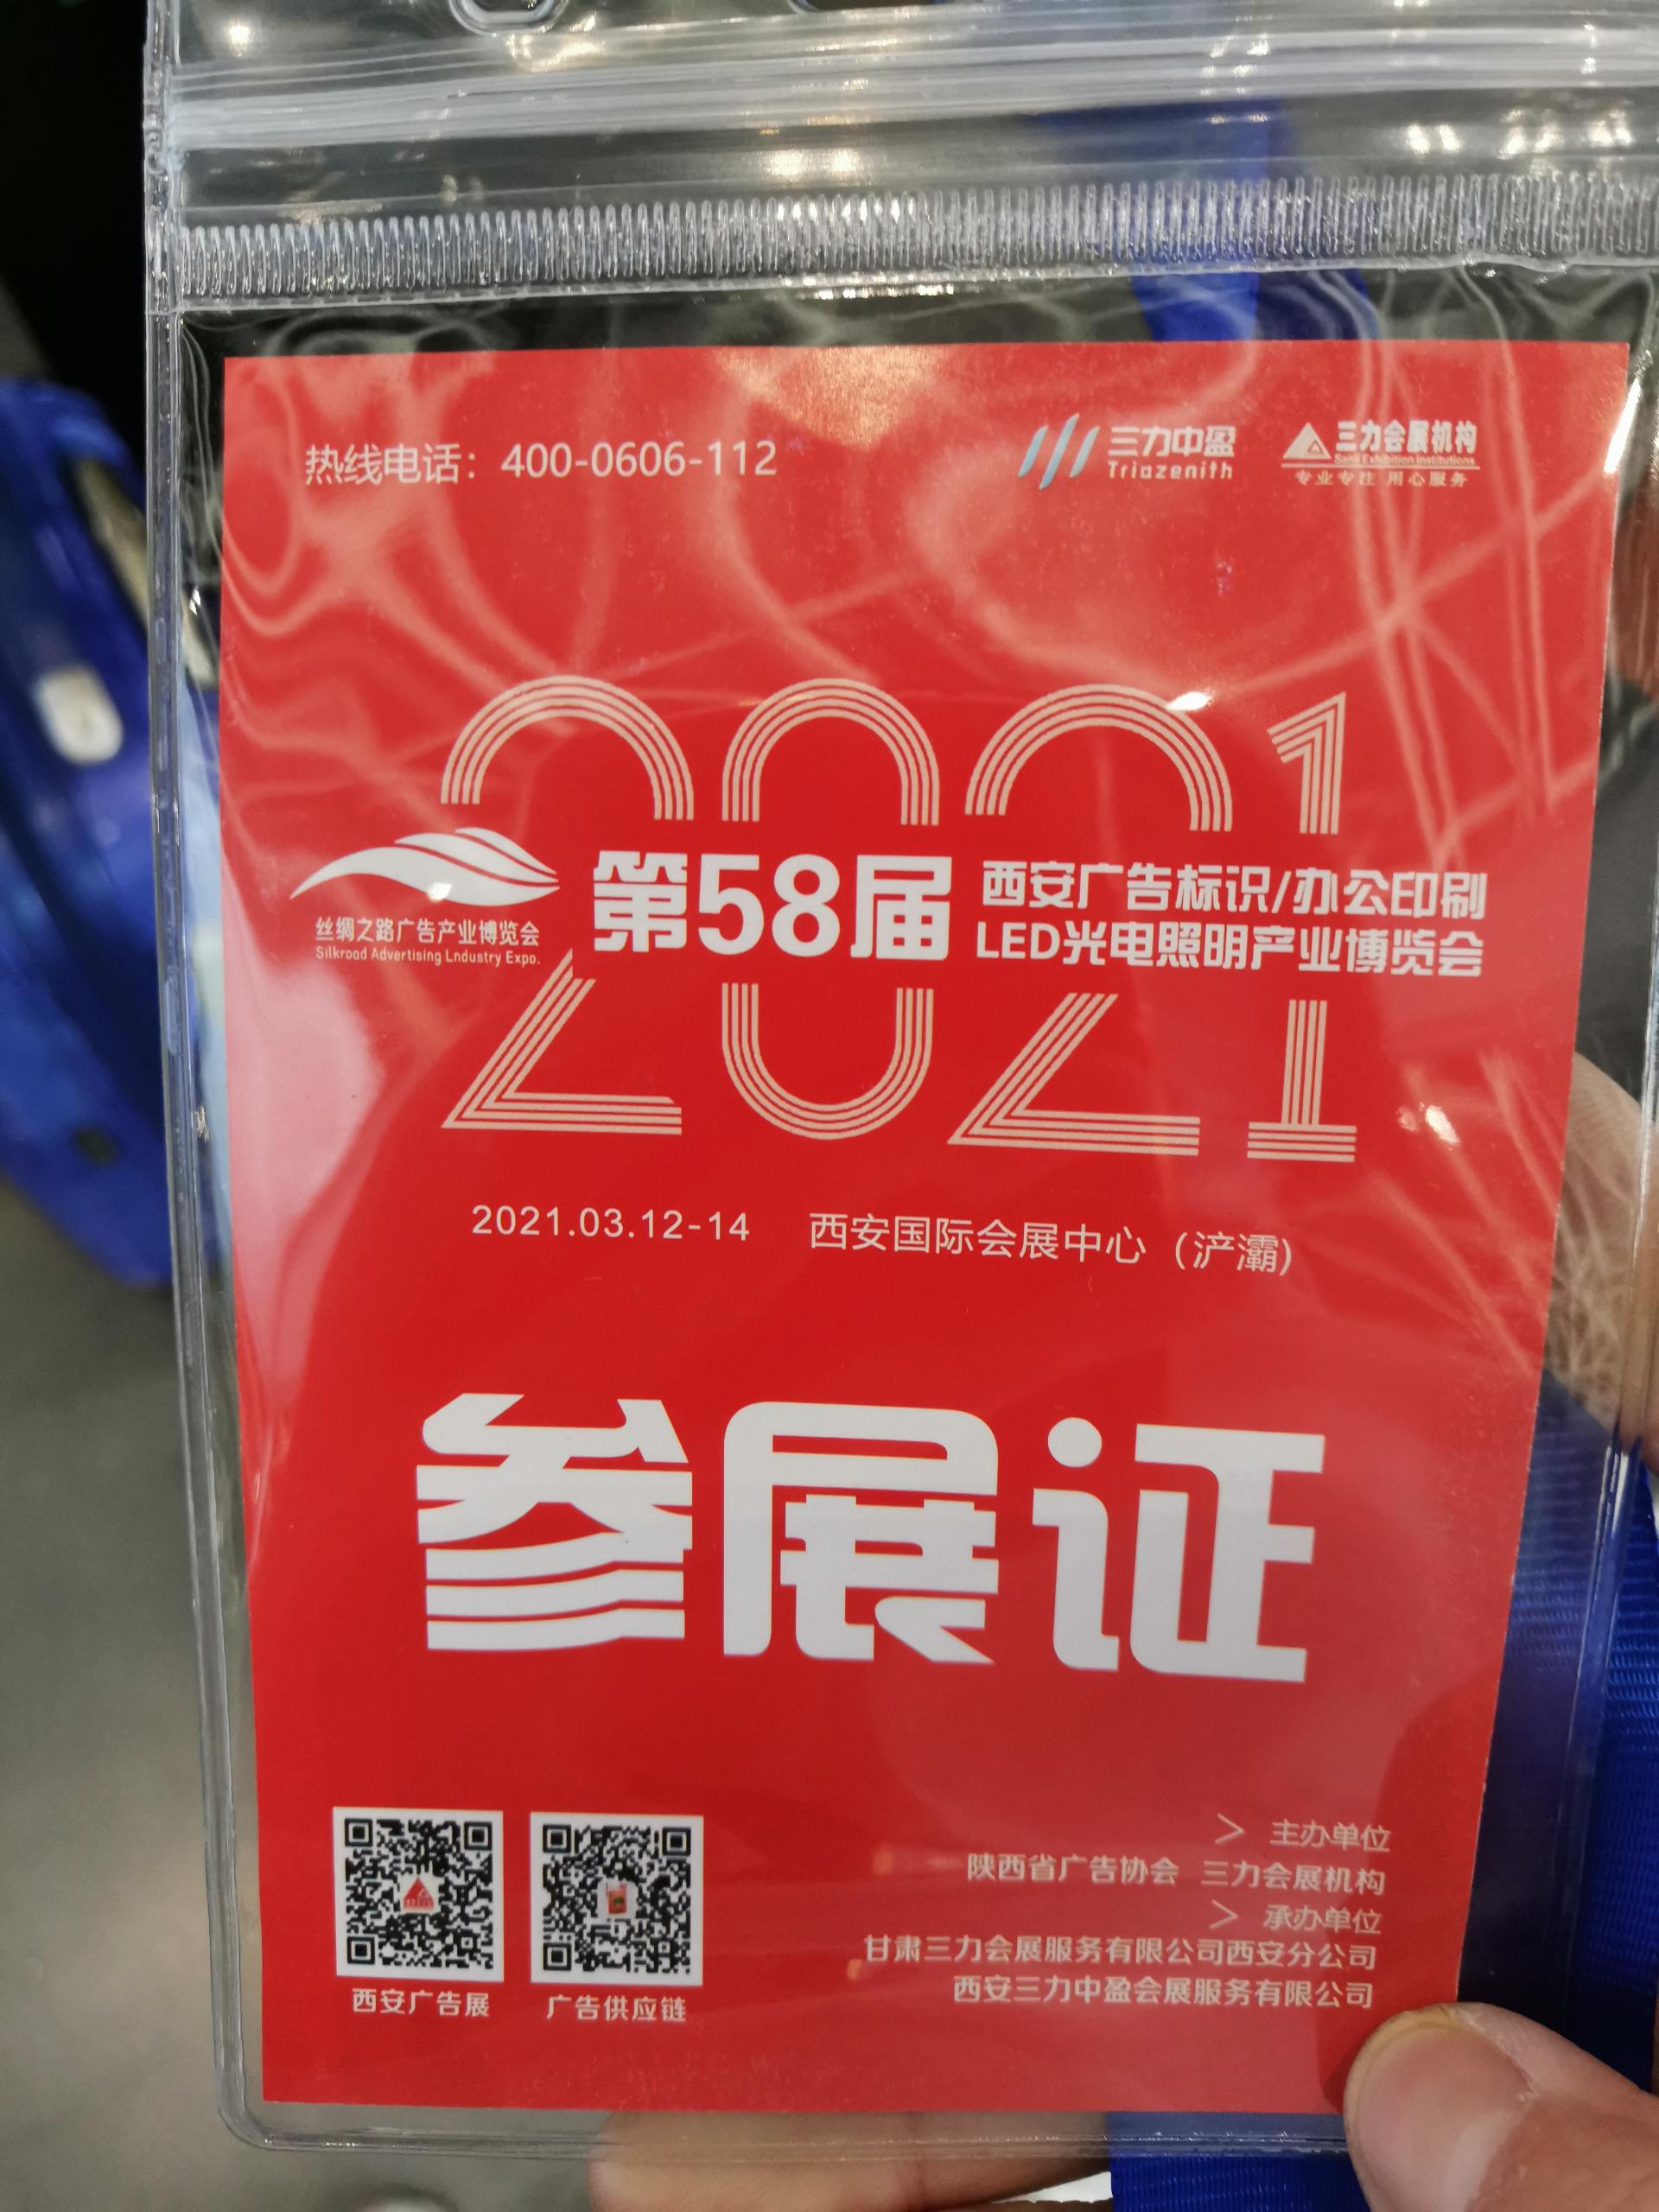 热线电话：400-0606-112
三力中盈
Triazenith
三力会展机构
Sanli Exhibition Institutions
专业专注 用心服务
2021
丝绸之路广告产业博览会
Silkroad Advertising Lndustry Expo.
第58届
西安广告标识/办公印刷
LED光电照明产业博览会
2021.03.12-14 西安国际会展中心（浐灞)
参展证
西安广告展
广告供应链
> 主办单位
陕西省广告协会 三力会展机构
> 承办单位
甘肃三力会展服务有限公司西安分公司
西安三力中盈会展服务有限公司